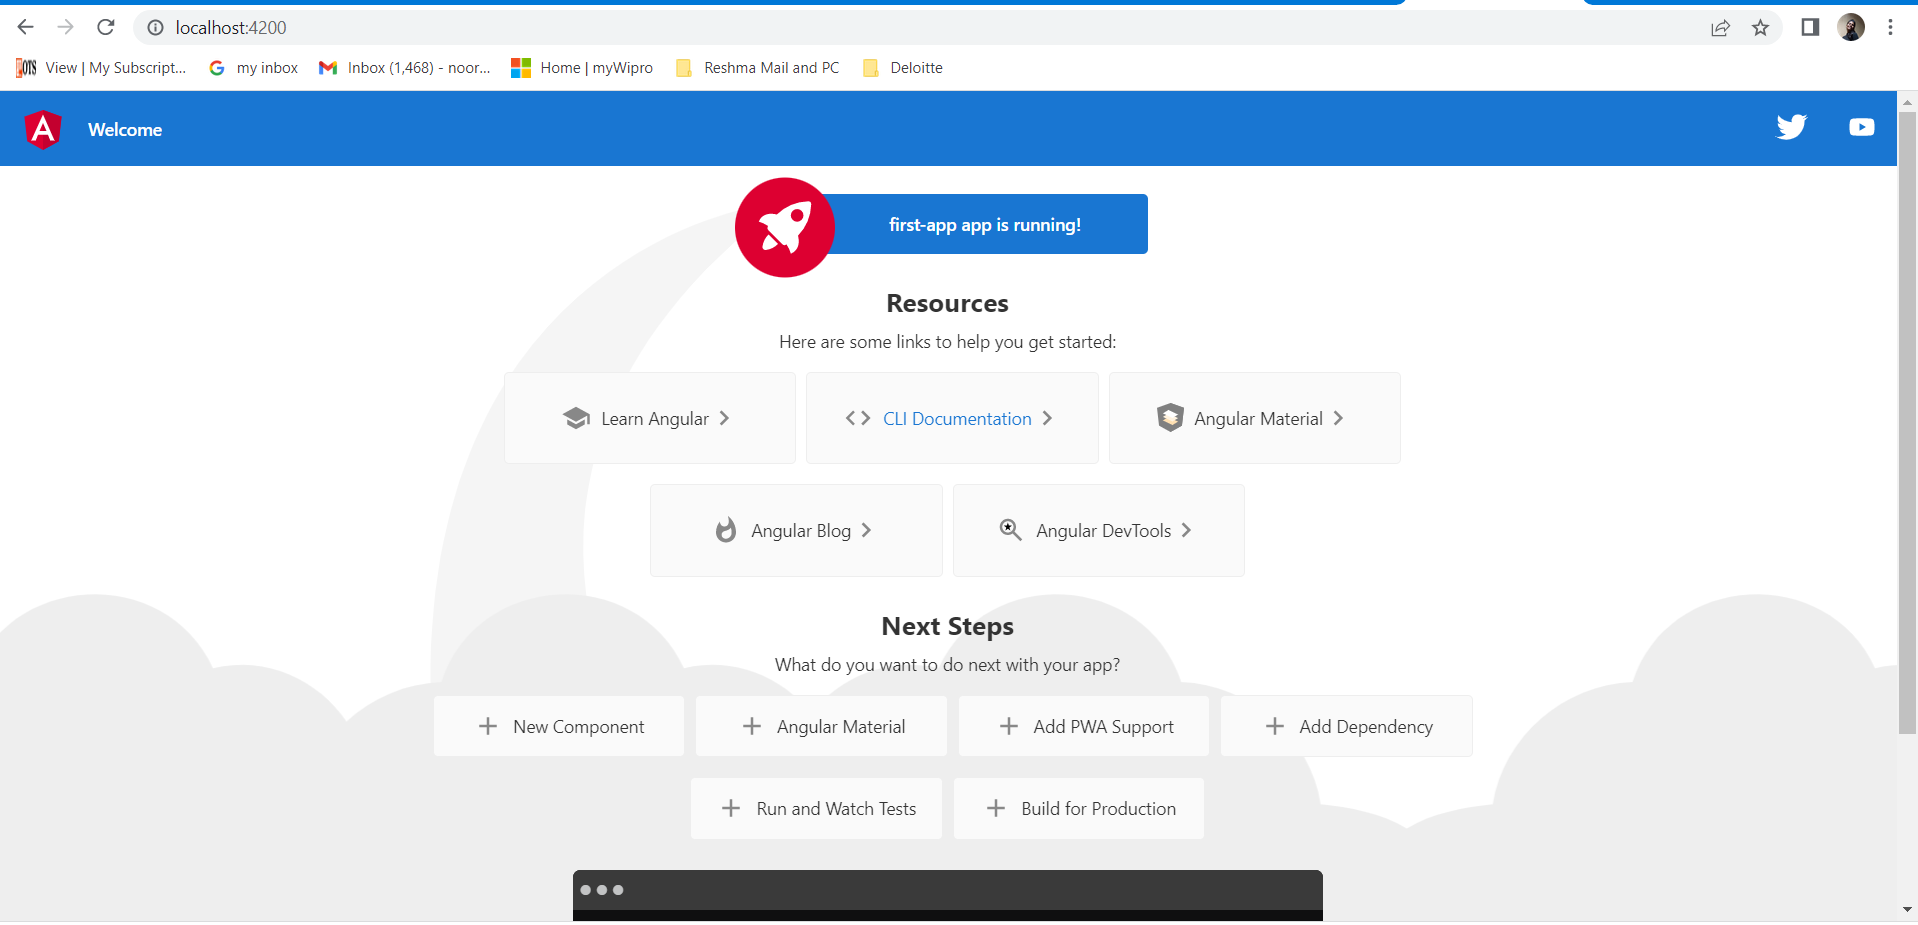 localhost:4200
View | My Subscript... my inbox Inbox (1,468) - noor... Home | myWipro Reshma Mail and PC Deloitte
Welcome
first-app app is running!
Resources
Here are some links to help you get started:
Learn Angular CLI Documentation Angular Material
Angular Blog Angular DevTools
Next Steps
What do you want to do next with your app?
New Component Angular Material Add PWA Support Add Dependency
Run and Watch Tests Build for Production